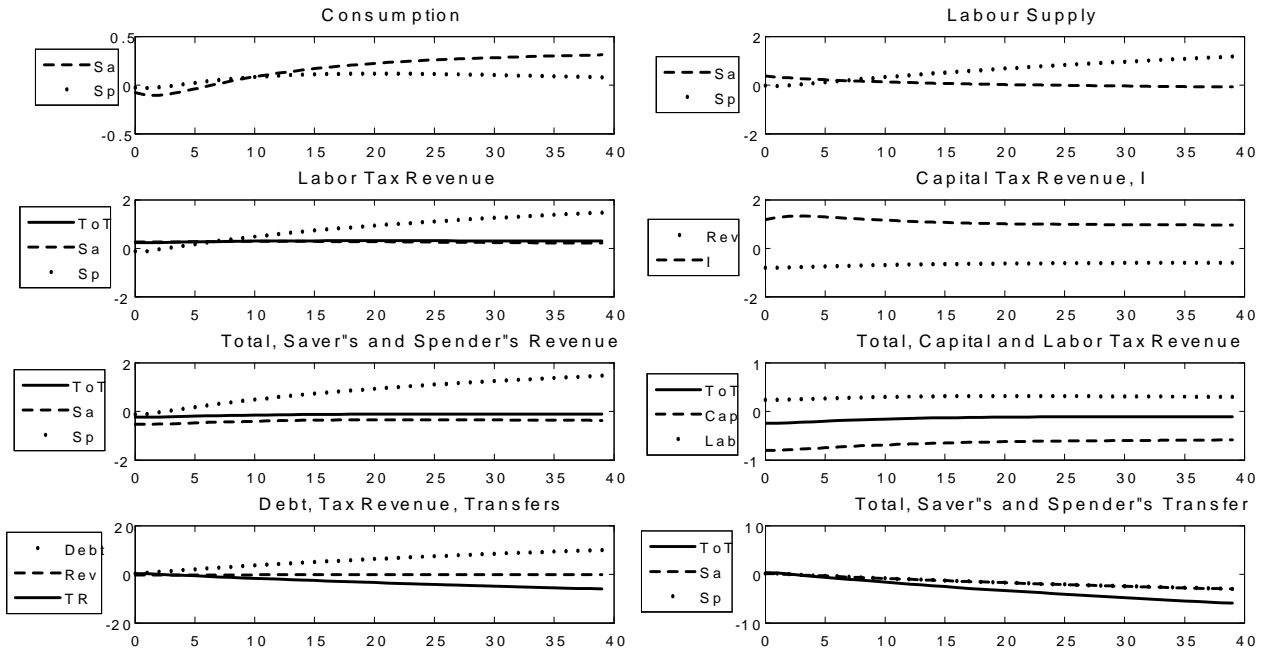 Consumption
0.5
0
-0.5
Sa
Sp
0 5 10 15 20 25 30 35 40
Labour Supply
2
0
-2
Sa
Sp
0 5 10 15 20 25 30 35 40
Labor Tax Revenue
2
0
-2
ToT
Sa
Sp
0 5 10 15 20 25 30 35 40
Capital Tax Revenue, I
2
0
-2
Rev
I
0 5 10 15 20 25 30 35 40
Total, Saver"s and Spender"s Revenue
2
0
-2
ToT
Sa
Sp
0 5 10 15 20 25 30 35 40
Total, Capital and Labor Tax Revenue
1
0
-1
ToT
Cap
Lab
0 5 10 15 20 25 30 35 40
Debt, Tax Revenue, Transfers
20
0
-20
Debt
Rev
TR
0 5 10 15 20 25 30 35 40
Total, Saver"s and Spender"s Transfer
10
0
-10
ToT
Sa
Sp
0 5 10 15 20 25 30 35 40